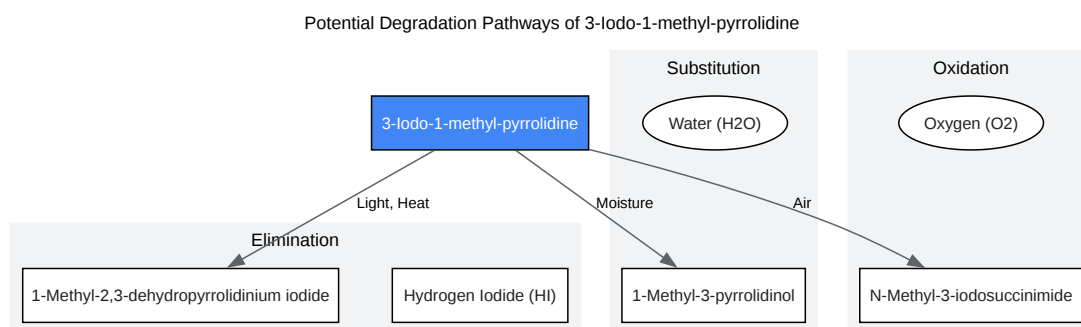 Potential Degradation Pathways of 3-Iodo-1-methyl-pyrrolidine
Substitution
Oxidation
3-Iodo-1-methyl-pyrrolidine
Water (H2O)
Oxygen (O2)
Light, Heat
Moisture
Air
Elimination
1-Methyl-2,3-dehydropyrrolidinium iodide
Hydrogen Iodide (HI)
1-Methyl-3-pyrrolidinol
N-Methyl-3-iodosuccinimide